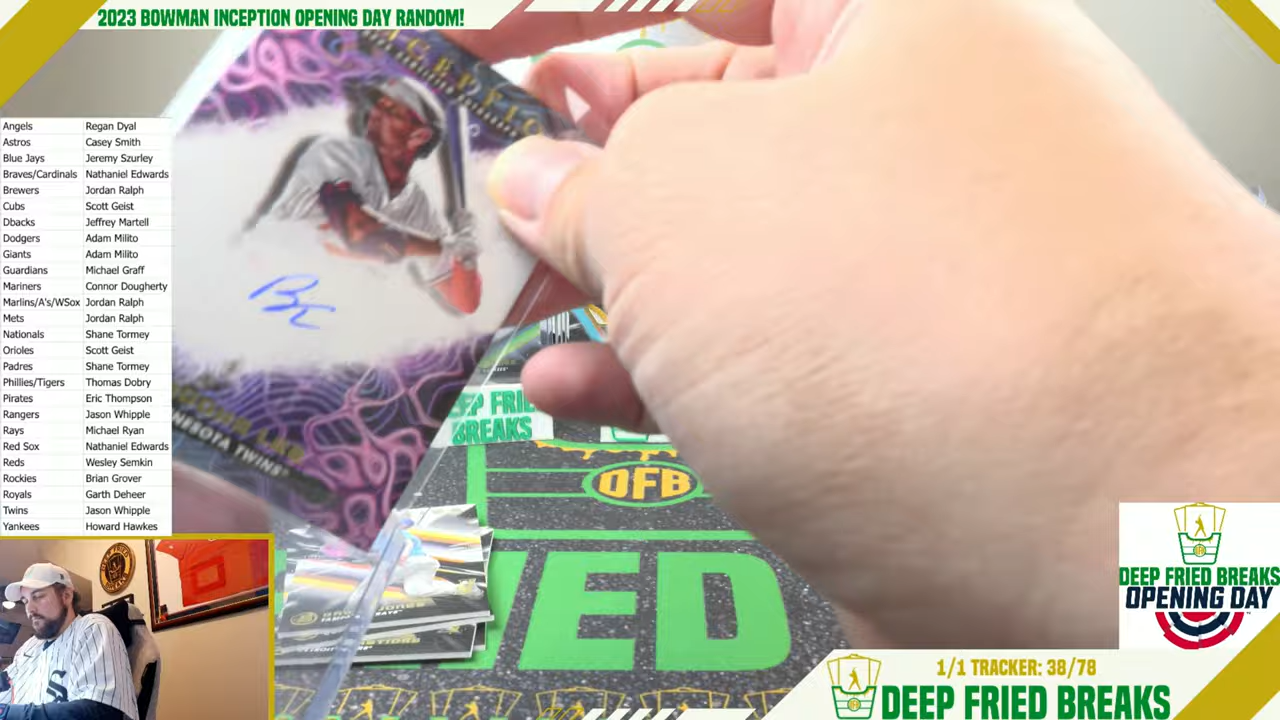 2023 BOWMAN INCEPTION OPENING DAY RANDOM!
Angels Regan Dyal
Astros Casey Smith
Blue Jays Jeremy Szurley
Braves/Cardinals Nathaniel Edwards
Brewers Jordan Ralph
Cubs Scott Geist
Dbacks Jeffrey Martell
Dodgers Adam Milito
Giants Adam Milito
Guardians Michael Graff
Mariners Connor Dougherty
Marlins/A's/WSox Jordan Ralph
Mets Jordan Ralph
Nationals Shane Tormey
Orioles Scott Geist
Padres Shane Tormey
Phillies/Tigers Thomas Dobry
Pirates Eric Thompson
Rangers Jason Whipple
Rays Michael Ryan
Red Sox Nathaniel Edwards
Reds Wesley Semkin
Rockies Brian Grover
Royals Garth Deheer
Twins Jason Whipple
Yankees Howard Hawkes
NESOTA TWINS
DEEP FRIE
BREAKS
DFB
ED
DEEP FRIED BREAKS
OPENING DAY
1/1 TRACKER: 38/78
DEEP FRIED BREAKS